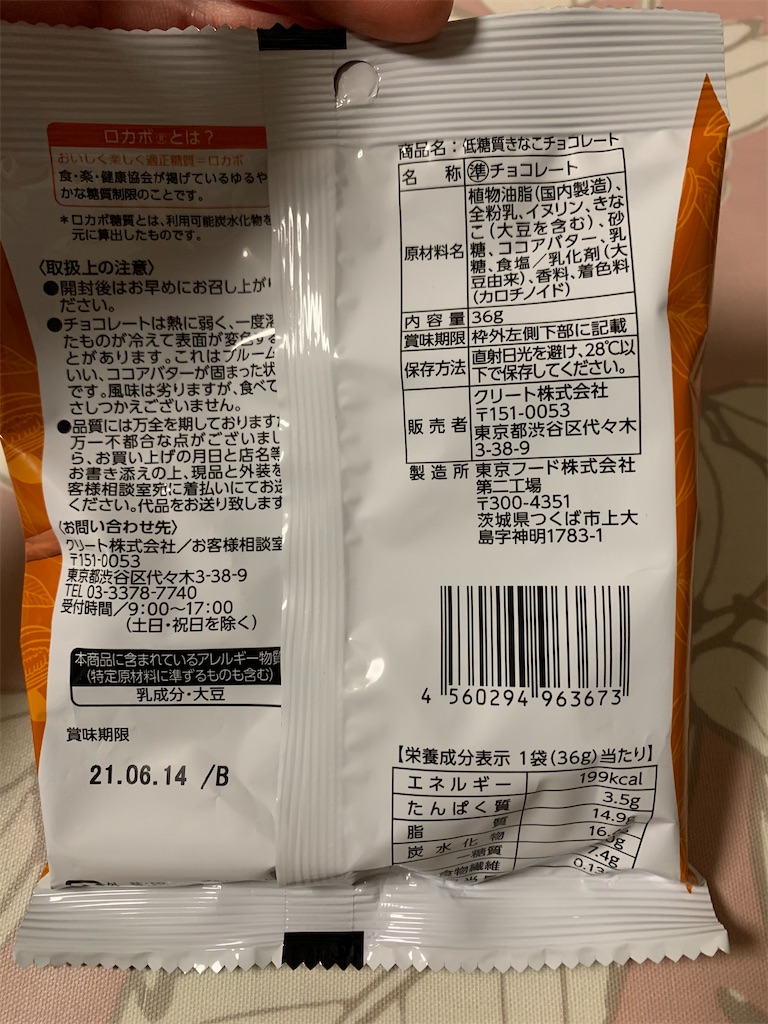 ロカボ®とは?
おいしく楽しく適正糖質=ロカボ
食・楽・健康協会が掲げているゆるや
かな糖質制限のことです。
*ロカボ糖質とは、利用可能炭水化物を
元に算出したものです。
〈取扱上の注意〉
●開封後はお早めにお召し上がり
ださい。
●チョコレートは熱に弱く、一度溶
たものが冷えて表面が変色する
とがあります。これはブルーム
いい、ココアバターが固まった状
です。風味は劣りますが、食べて
さしつかえございません。
●品質には万全を期しておりますが
万一不都合な点がございまし
ら、お買い上げの月日と店名等
お書き添えの上、現品と外装を
客様相談室宛に着払いにてお送
ください。代品をお送り致します
〈お問い合わせ先〉
クリート株式会社/お客様相談室
〒151-0053
東京都渋谷区代々木3-38-9
TEL 03-3378-7740
受付時間/9:00〜17:00
(土日・祝日を除く)
本商品に含まれているアレルギー物質
(特定原材料に準ずるものも含む)
乳成分・大豆
賞味期限
21.06.14 /B
商品名:低糖質きなこチョコレート
名 称 準チョコレート
原材料名 植物油脂(国内製造)、
全粉乳、イヌリン、きな
こ(大豆を含む)、砂
糖、ココアバター、乳
糖、食塩/乳化剤(大
豆由来)、香料、着色料
(カロチノイド)
内容量 36g
賞味期限 枠外左側下部に記載
保存方法 直射日光を避け、28℃以
下で保存してください。
販売者 クリート株式会社
〒151-0053
東京都渋谷区代々木
3-38-9
製造所 東京フード株式会社
第二工場
〒300-4351
茨城県つくば市上大
島字神明1783-1
4 560294 963673
【栄養成分表示 1袋(36g)当たり】
エネルギー 199kcal
たんぱく質 3.5g
脂質 14.9g
炭水化物 16.
-糖質 7.4g
食物繊維
0.13